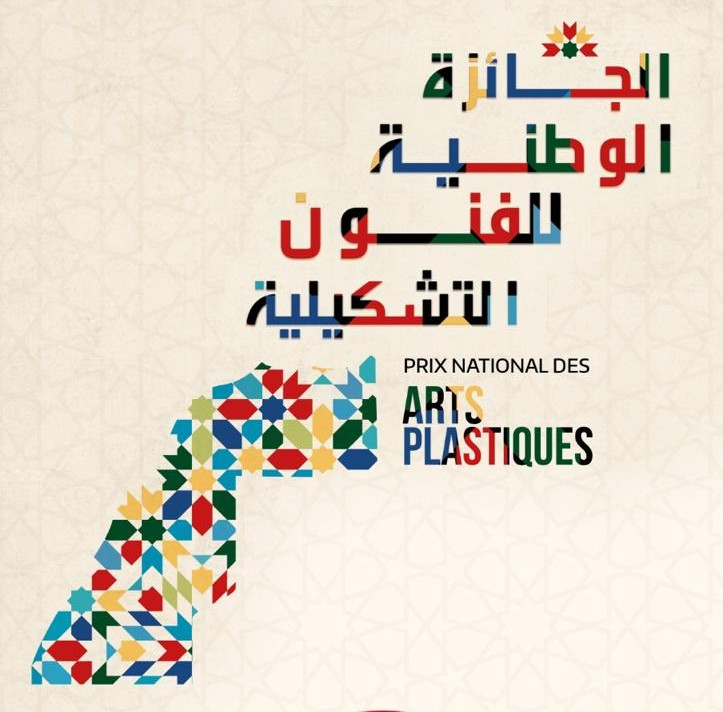 الجائزة
الوطنية
للفنون
التشكيلية
PRIX NATIONAL DES
ARTS
PLASTIQUES